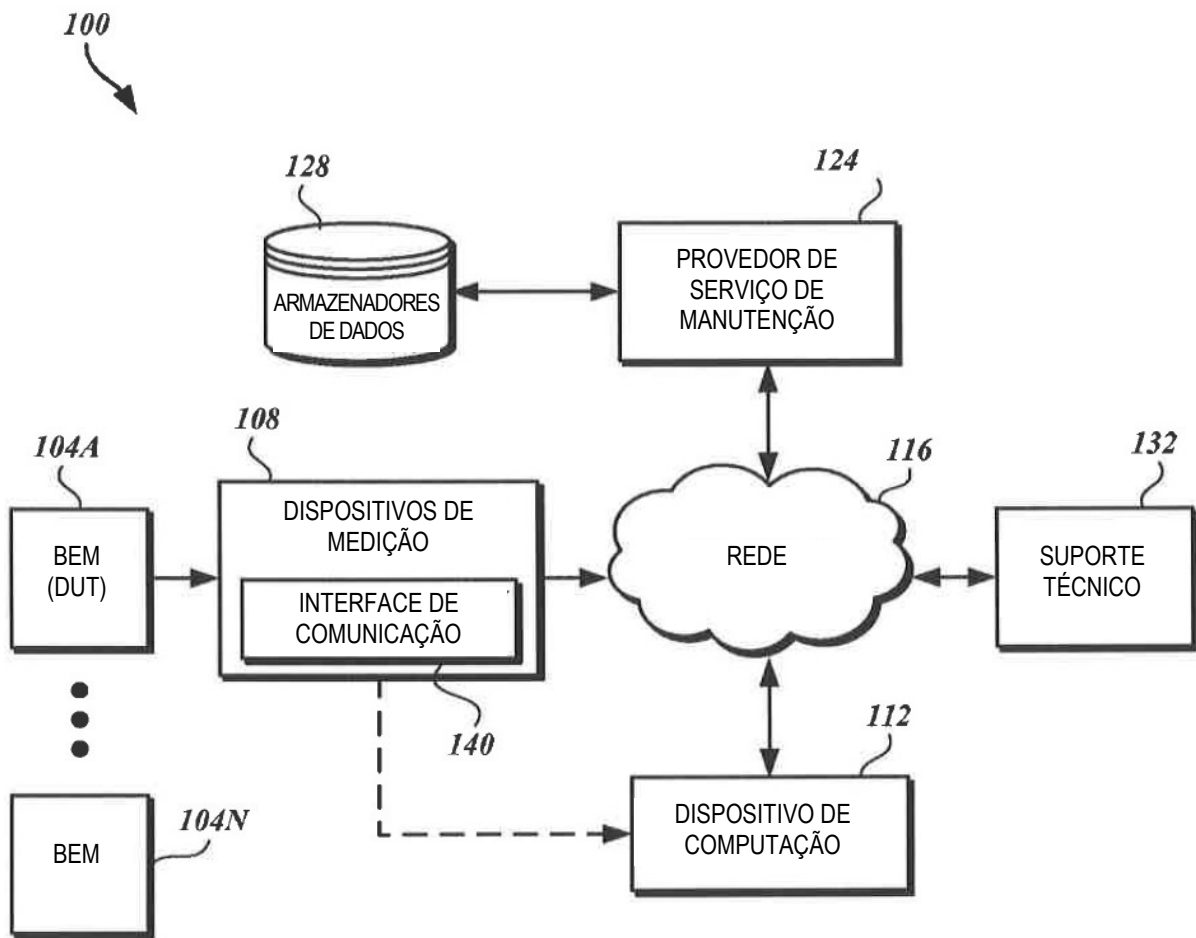 100
128
124
ARMAZENADORES
DE DADOS
PROVEDOR DE
SERVIÇO DE
MANUTENÇÃO
104A
108
116
132
BEM
(DUT)
DISPOSITIVOS DE
MEDIÇÃO
INTERFACE DE
COMUNICAÇÃO
REDE
SUPORTE
TÉCNICO
140
112
BEM
104N
DISPOSITIVO DE
COMPUTAÇÃO